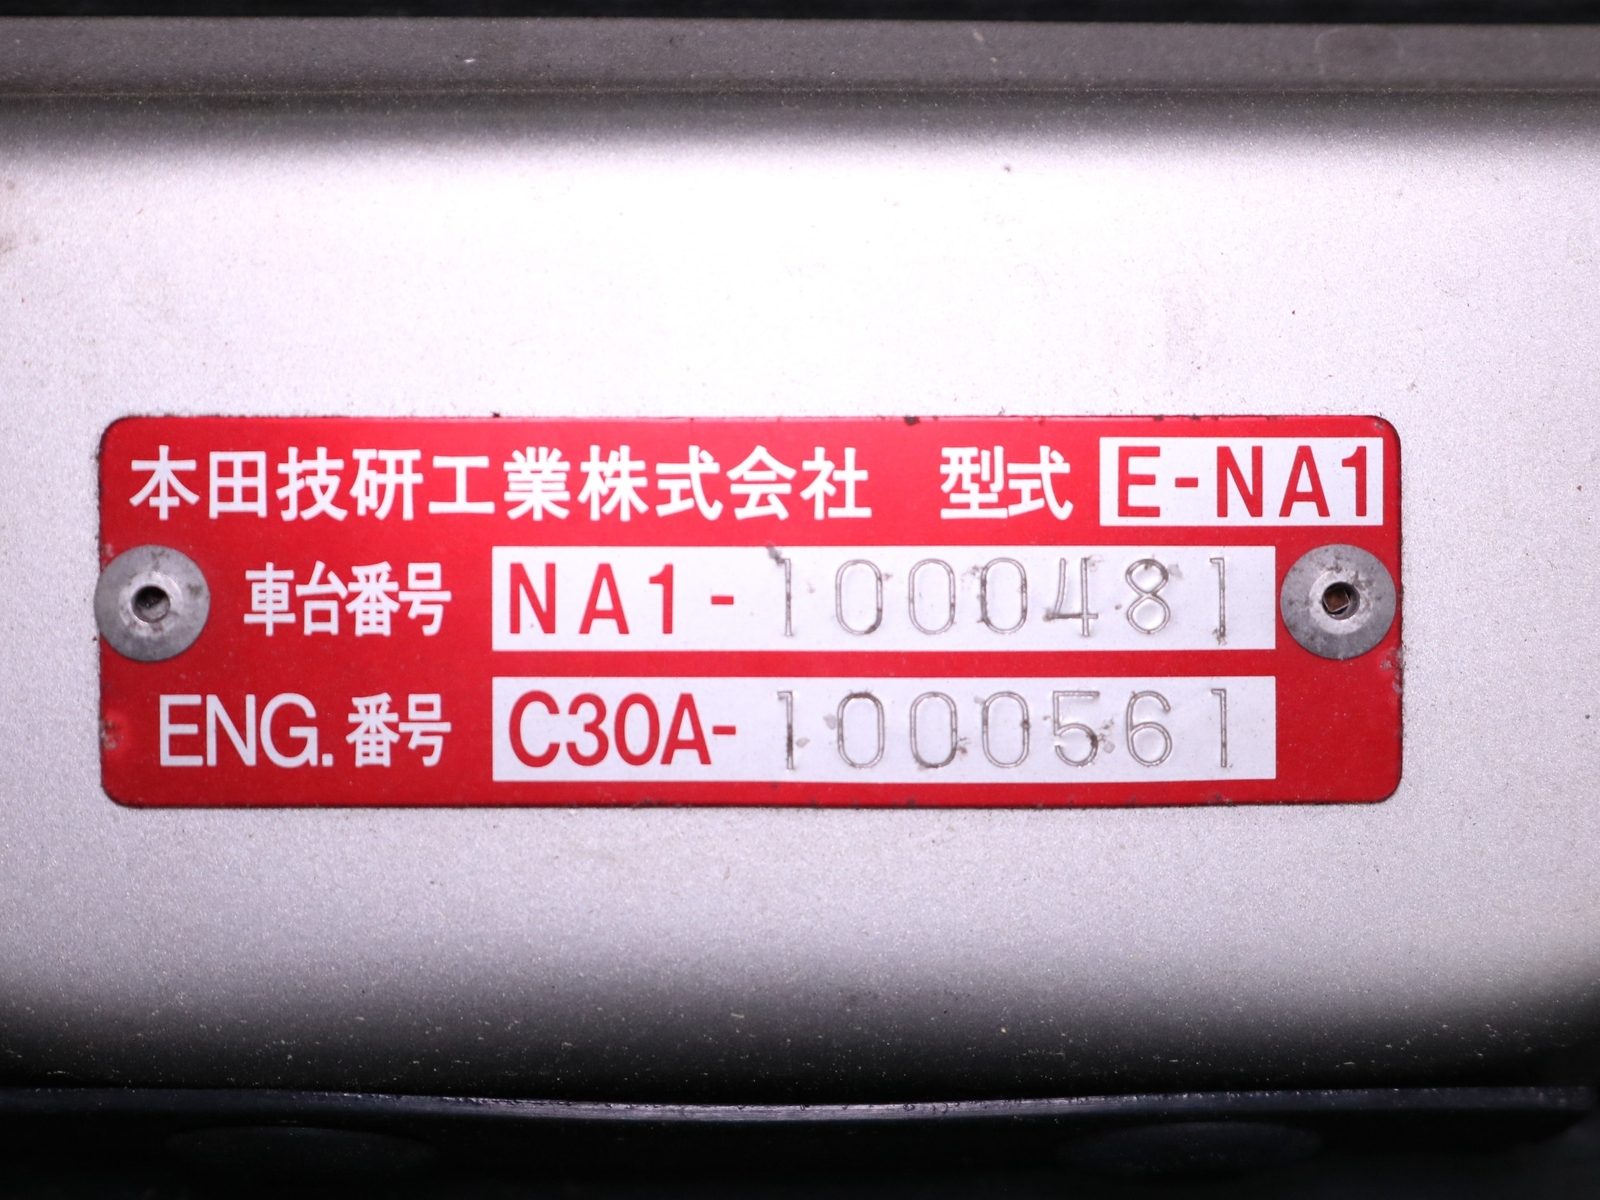 本田技研工業株式会社 型式 E-NA1
車台番号 NA1-1000481
ENG.番号 C30A-1000561